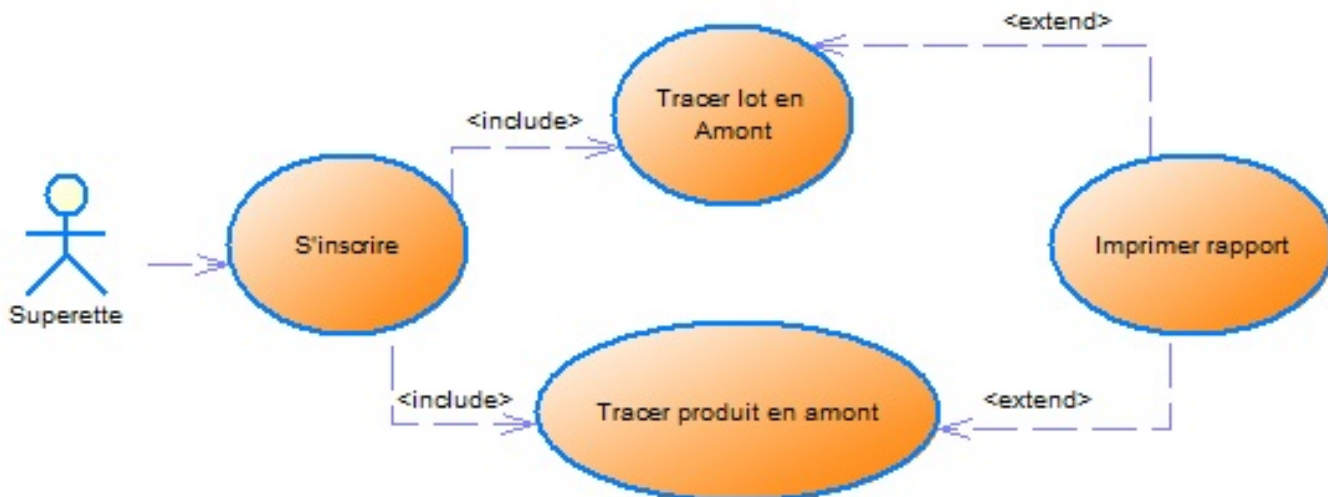 <extend>
Tracer lot en
Amont
<include>
S'inscrire
Imprimer rapport
Superette
<include>
Tracer produit en amont
<extend>